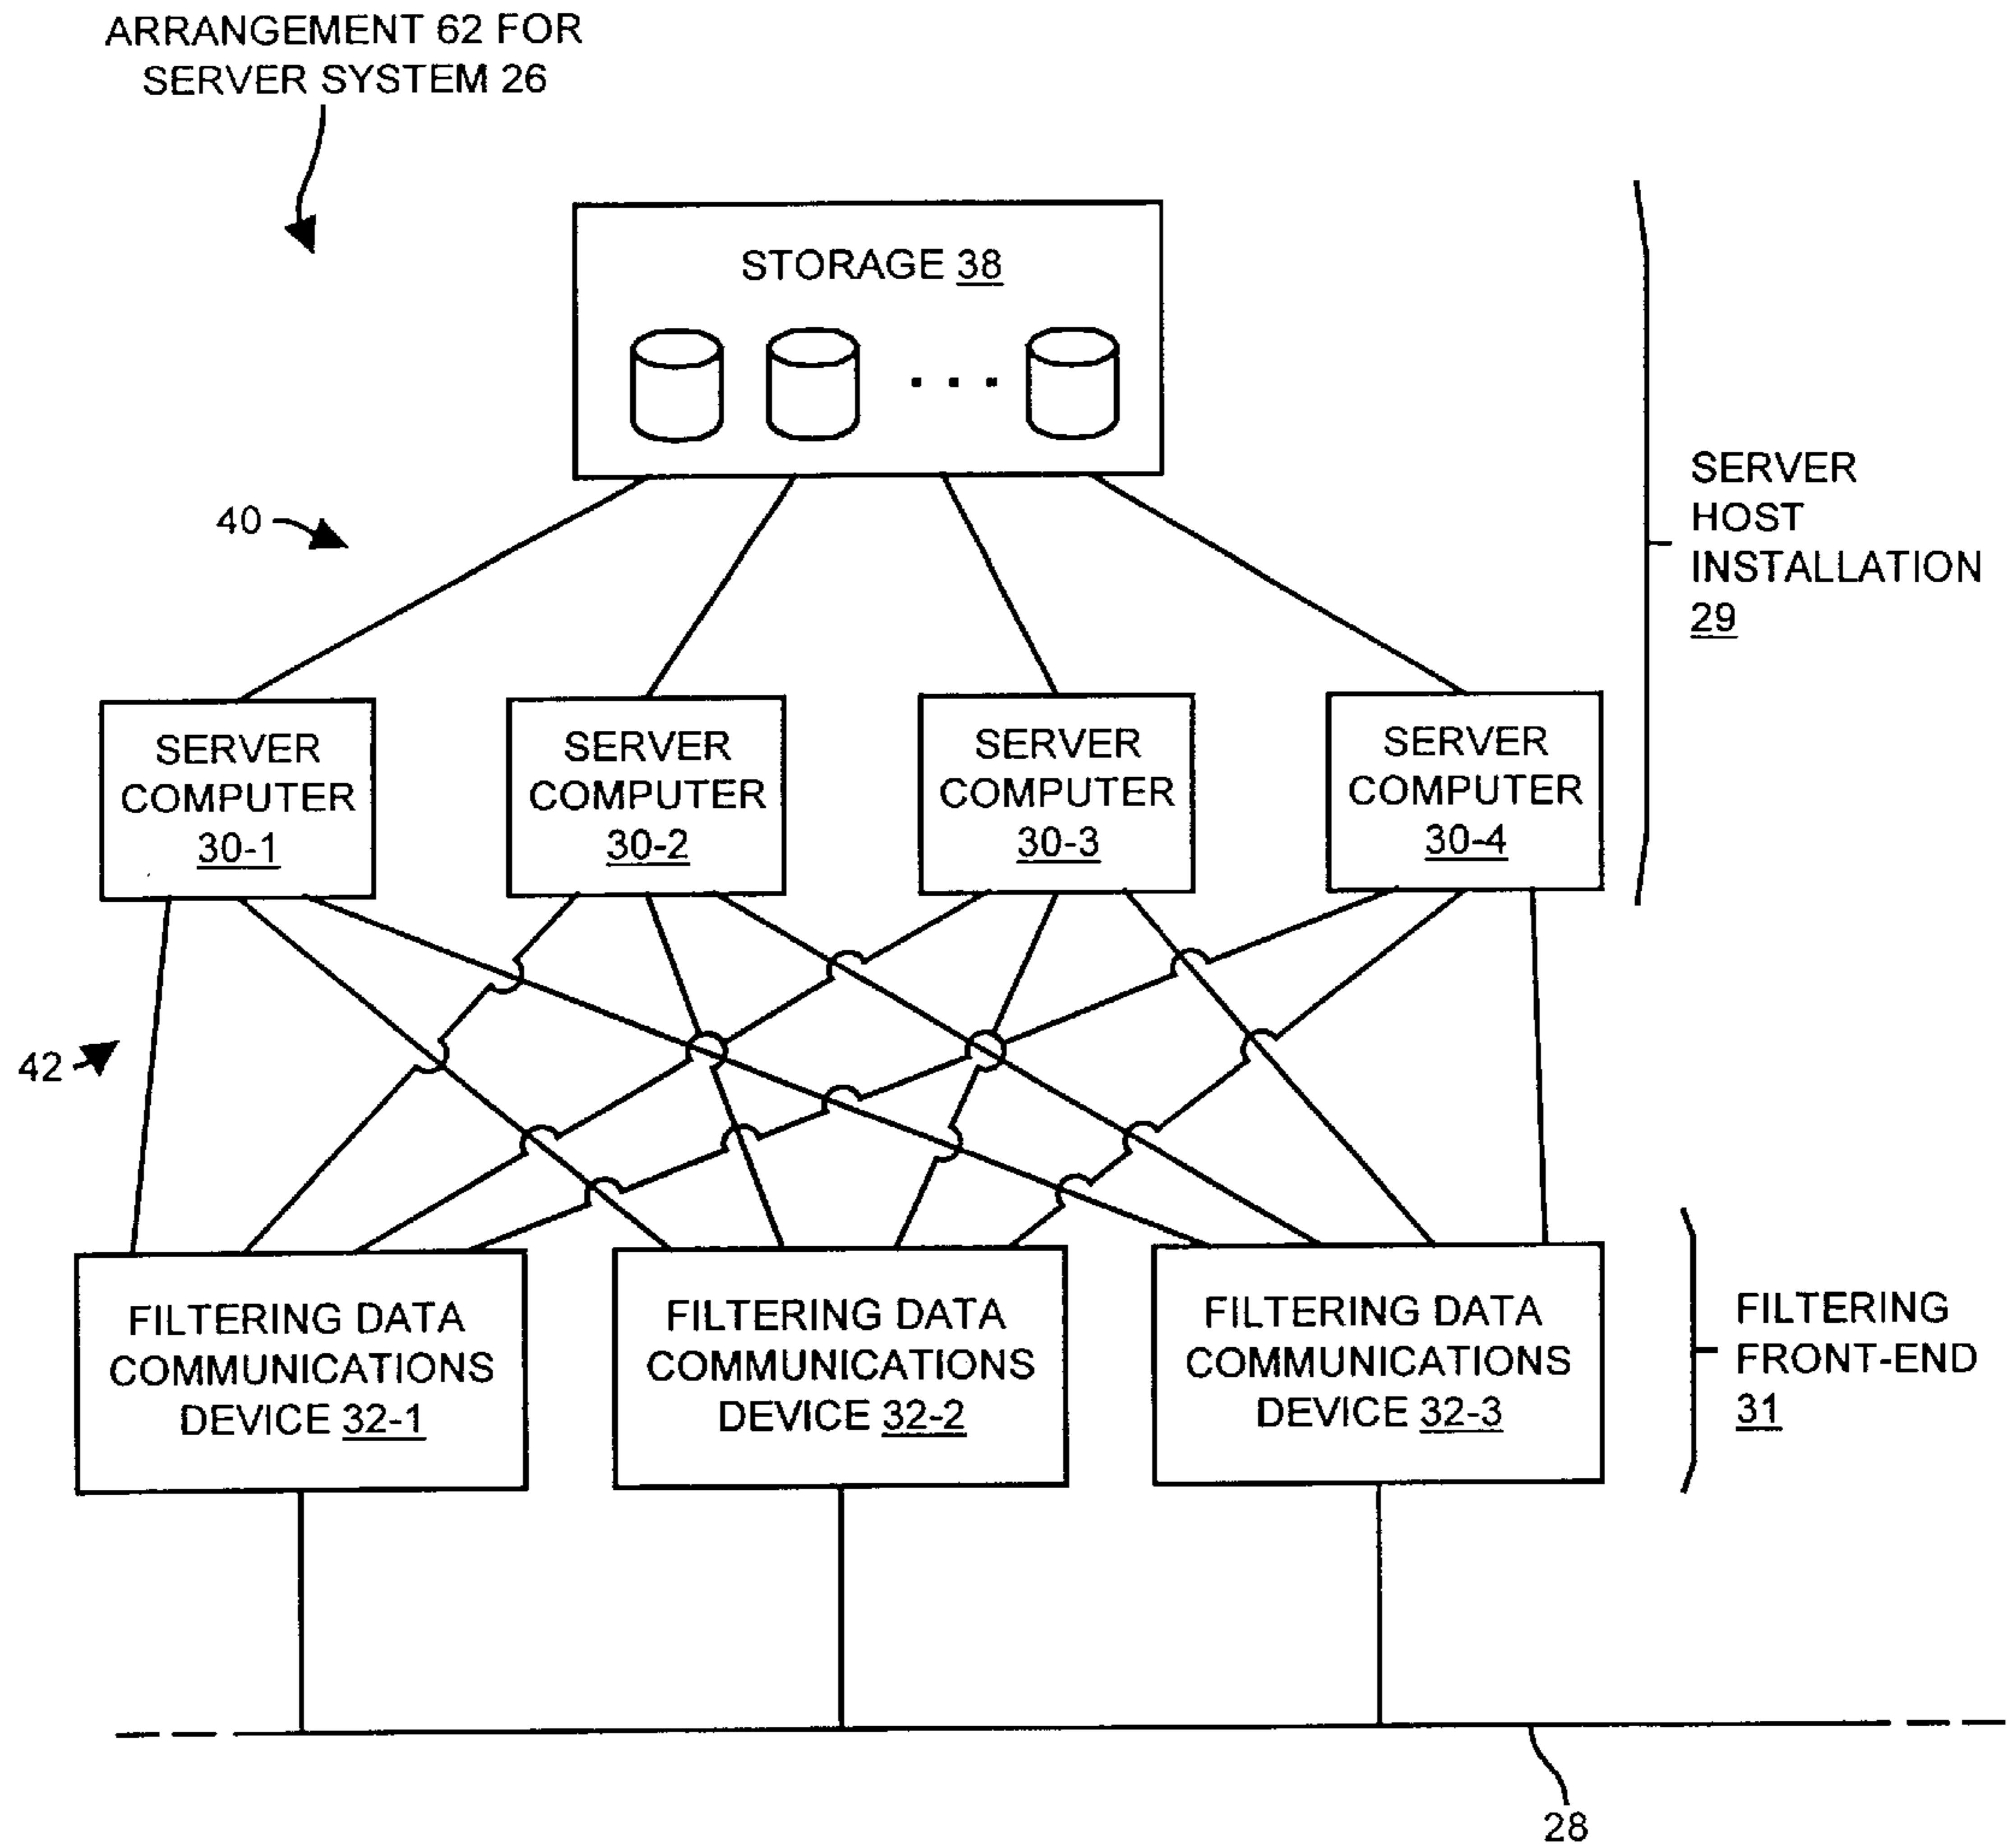 ARRANGEMENT 62 FOR
SERVER SYSTEM 26
STORAGE 38
40
SERVER
HOST
INSTALLATION
29
SERVER
COMPUTER
30-1
SERVER
COMPUTER
30-2
SERVER
COMPUTER
30-3
SERVER
COMPUTER
30-4
42
FILTERING DATA
COMMUNICATIONS
DEVICE 32-1
FILTERING DATA
COMMUNICATIONS
DEVICE 32-2
FILTERING DATA
COMMUNICATIONS
DEVICE 32-3
FILTERING
FRONT-END
31
28